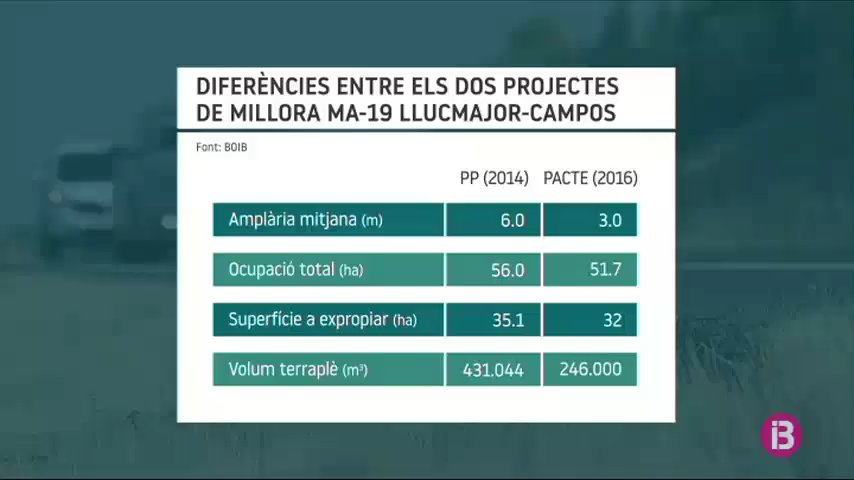 DIFERÈNCIES ENTRE ELS DOS PROJECTES
DE MILLORA MA-19 LLUCMAJOR-CAMPOS
Font: BOIB
PP (2014) PACTE (2016)
Amplària mitjana (m) 6.0 3.0
Ocupació total (ha) 56.0 51.7
Superfície a expropiar (ha) 35.1 32
Volum terraplè (m³) 431.044 246.000
iB